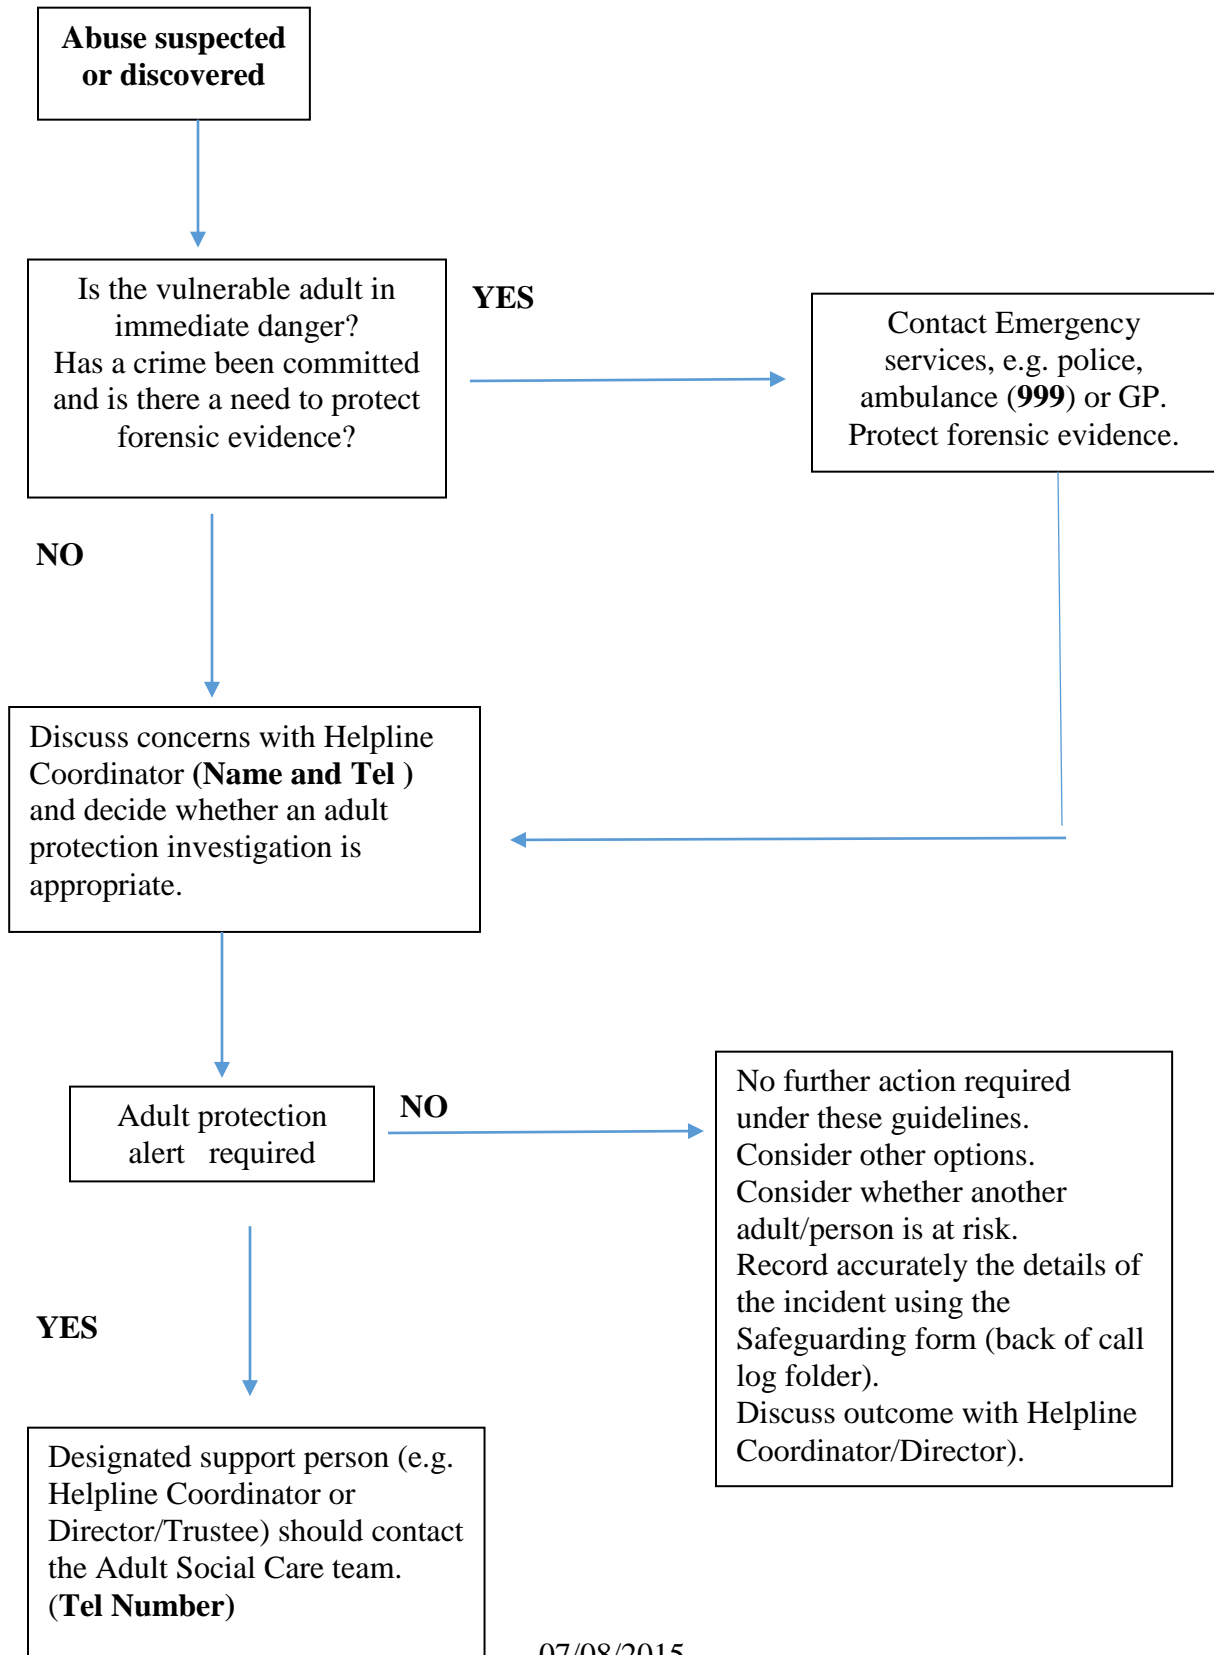 Abuse suspected
or discovered
Is the vulnerable adult in
immediate danger?
Has a crime been committed
and is there a need to protect
forensic evidence?
YES
Contact Emergency
services, e.g. police,
ambulance (999) or GP.
Protect forensic evidence.
NO
Discuss concerns with Helpline
Coordinator (Name and Tel )
and decide whether an adult
protection investigation is
appropriate.
Adult protection
alert required
NO
No further action required
under these guidelines.
Consider other options.
Consider whether another
adult/person is at risk.
Record accurately the details of
the incident using the
Safeguarding form (back of call
log folder).
Discuss outcome with Helpline
Coordinator/Director).
YES
Designated support person (e.g.
Helpline Coordinator or
Director/Trustee) should contact
the Adult Social Care team.
(Tel Number)
07/08/2015